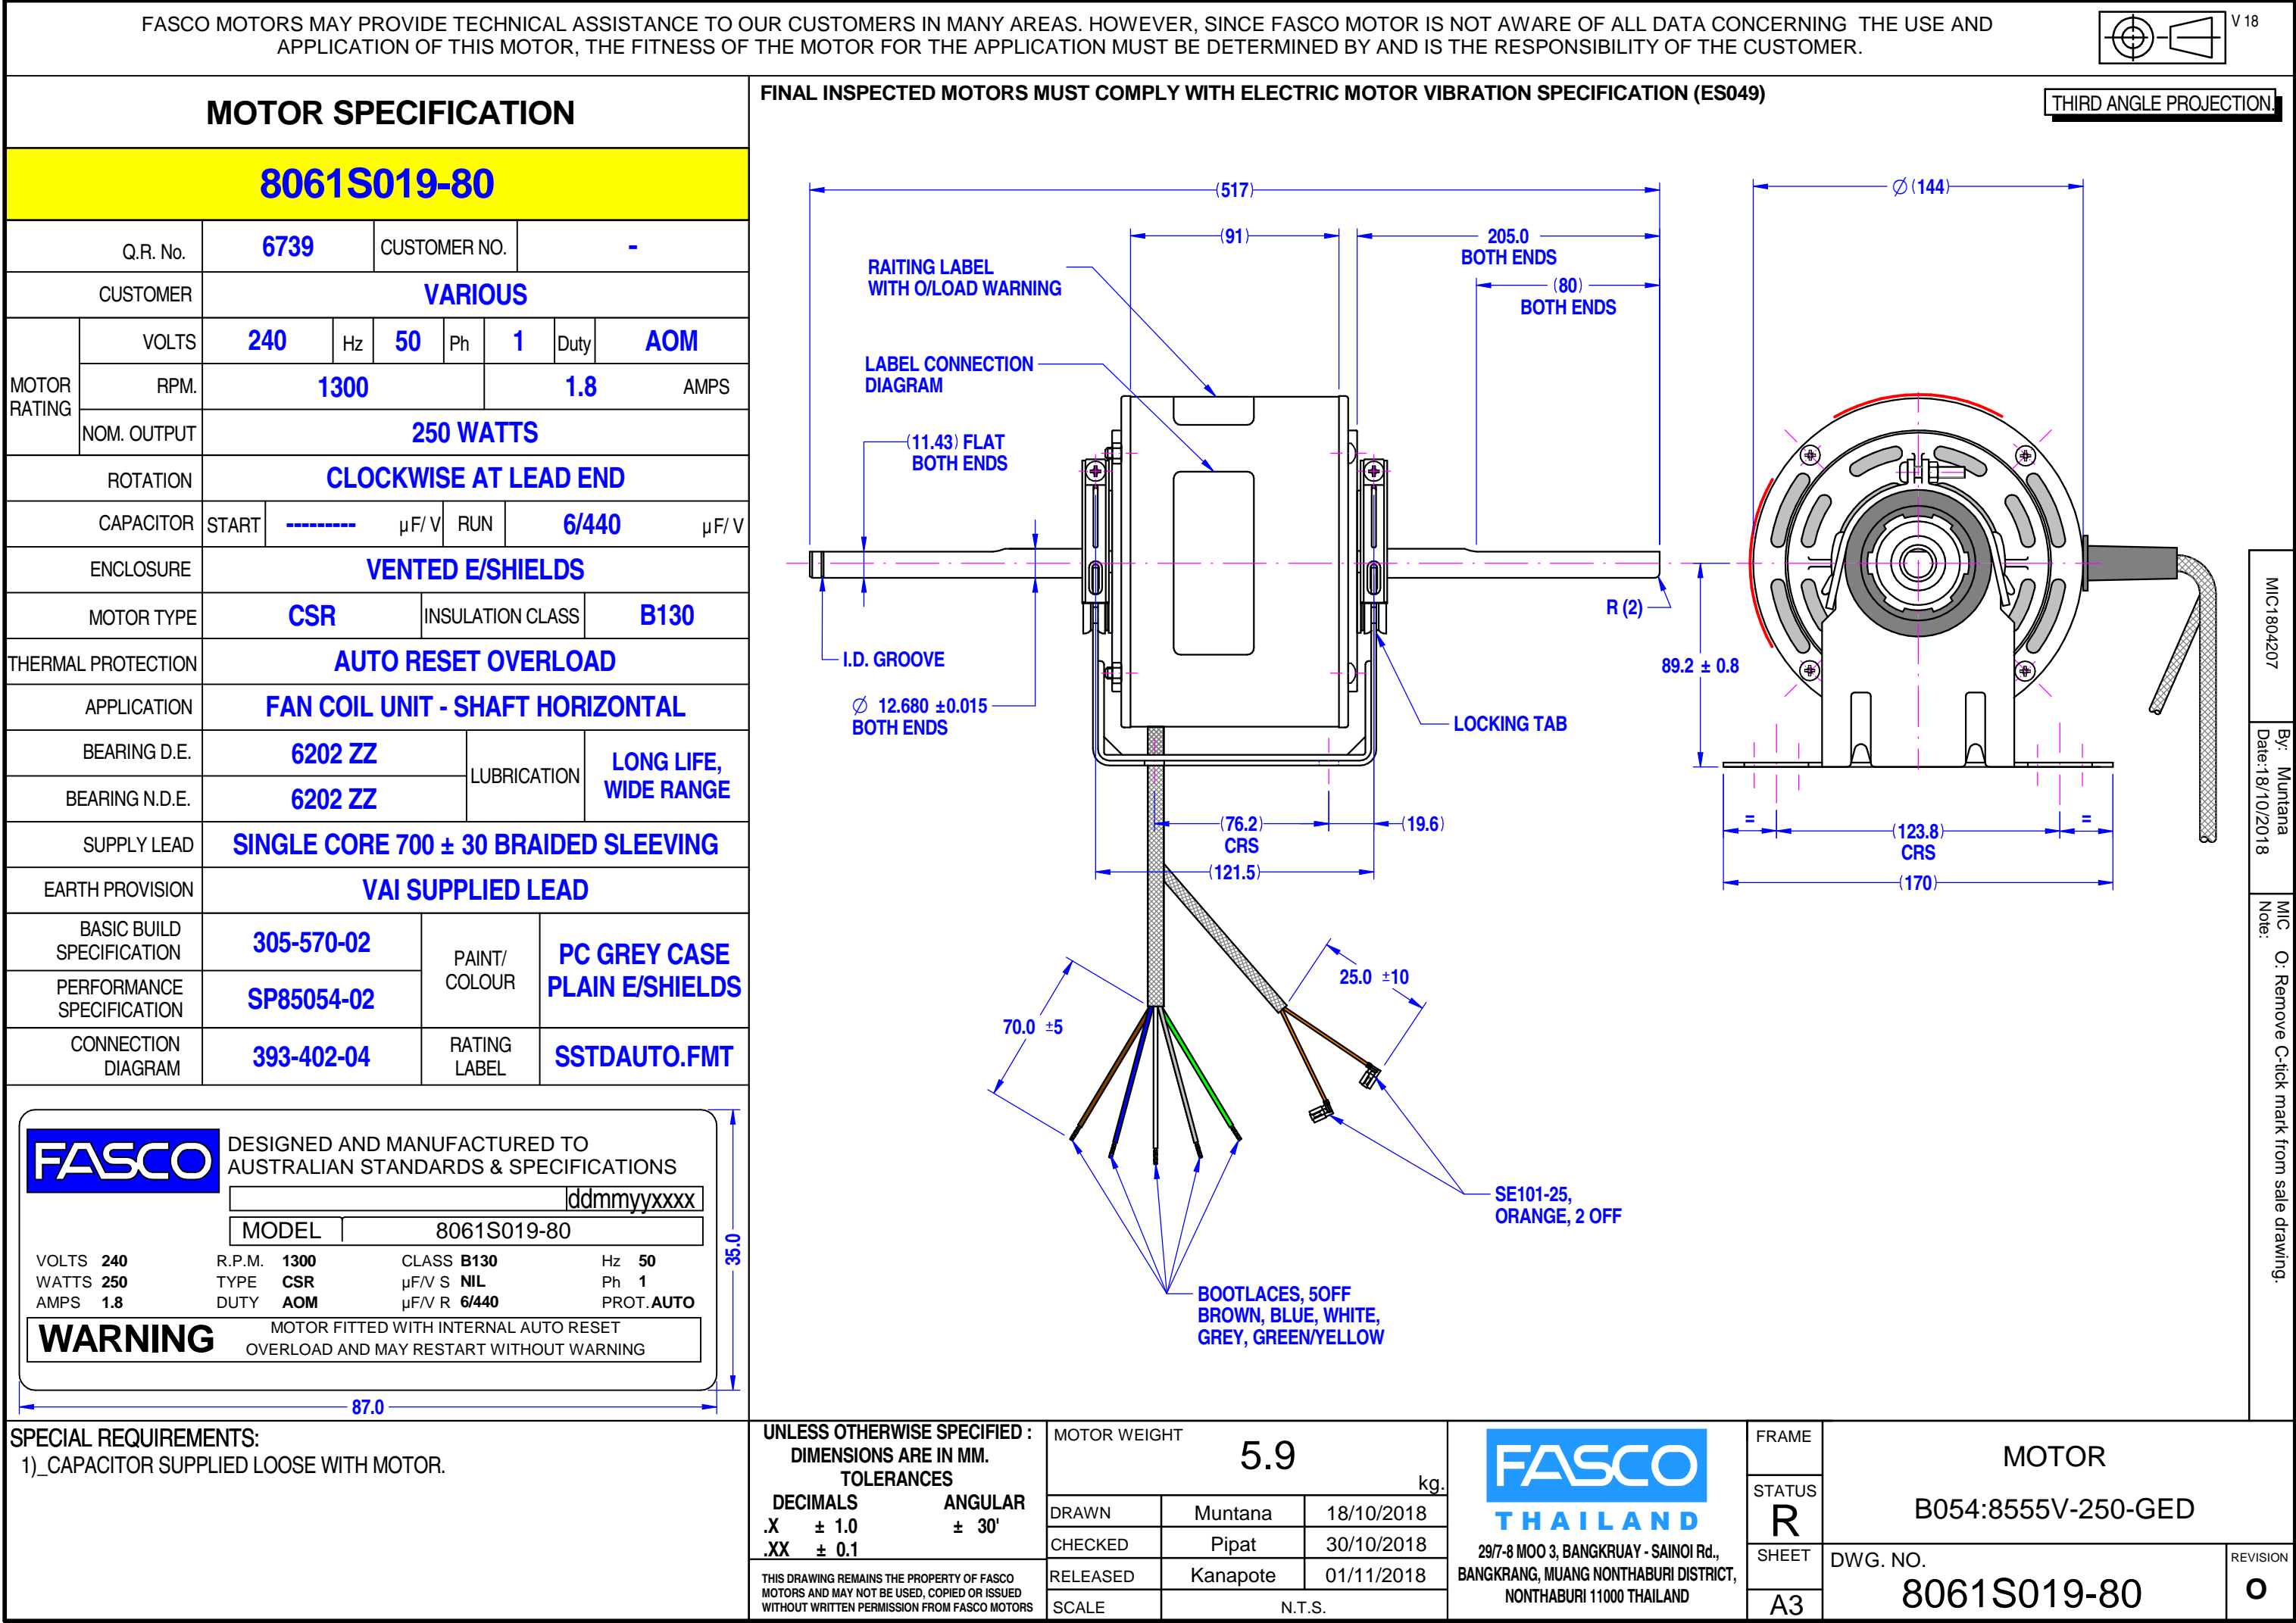 FASCO MOTORS MAY PROVIDE TECHNICAL ASSISTANCE TO OUR CUSTOMERS IN MANY AREAS. HOWEVER, SINCE FASCO MOTOR IS NOT AWARE OF ALL DATA CONCERNING THE USE AND
APPLICATION OF THIS MOTOR, THE FITNESS OF THE MOTOR FOR THE APPLICATION MUST BE DETERMINED BY AND IS THE RESPONSIBILITY OF THE CUSTOMER.
V 18
MOTOR SPECIFICATION
8061S019-80
Q.R. No. 6739 CUSTOMER NO. -
CUSTOMER VARIOUS
MOTOR RATING
VOLTS 240 Hz 50 Ph 1 Duty AOM
RPM. 1300 1.8 AMPS
NOM. OUTPUT 250 WATTS
ROTATION CLOCKWISE AT LEAD END
CAPACITOR START --------- µF/ V RUN 6/440 µF/ V
ENCLOSURE VENTED E/SHIELDS
MOTOR TYPE CSR INSULATION CLASS B130
THERMAL PROTECTION AUTO RESET OVERLOAD
APPLICATION FAN COIL UNIT - SHAFT HORIZONTAL
BEARING D.E. 6202 ZZ
BEARING N.D.E. 6202 ZZ
LUBRICATION LONG LIFE,
WIDE RANGE
SUPPLY LEAD SINGLE CORE 700 ± 30 BRAIDED SLEEVING
EARTH PROVISION VAI SUPPLIED LEAD
BASIC BUILD
SPECIFICATION 305-570-02
PERFORMANCE
SPECIFICATION SP85054-02
PAINT/
COLOUR
PC GREY CASE
PLAIN E/SHIELDS
CONNECTION
DIAGRAM 393-402-04
RATING
LABEL SSTDAUTO.FMT
FASCO
DESIGNED AND MANUFACTURED TO
AUSTRALIAN STANDARDS & SPECIFICATIONS
ddmmyyxxxx
MODEL 8061S019-80
VOLTS 240 R.P.M. 1300 CLASS B130 Hz 50
WATTS 250 TYPE CSR µF/V S NIL Ph 1
AMPS 1.8 DUTY AOM µF/V R 6/440 PROT. AUTO
WARNING
MOTOR FITTED WITH INTERNAL AUTO RESET
OVERLOAD AND MAY RESTART WITHOUT WARNING
35.0
87.0
SPECIAL REQUIREMENTS:
1)_CAPACITOR SUPPLIED LOOSE WITH MOTOR.
FINAL INSPECTED MOTORS MUST COMPLY WITH ELECTRIC MOTOR VIBRATION SPECIFICATION (ES049)
THIRD ANGLE PROJECTION.
(517)
(91)
205.0
BOTH ENDS
(80)
BOTH ENDS
RAITING LABEL
WITH O/LOAD WARNING
LABEL CONNECTION
DIAGRAM
(11.43) FLAT
BOTH ENDS
I.D. GROOVE
Ø 12.680 ±0.015
BOTH ENDS
R (2)
LOCKING TAB
(76.2)
CRS
(19.6)
(121.5)
25.0 ±10
70.0 ±5
SE101-25,
ORANGE, 2 OFF
BOOTLACES, 5OFF
BROWN, BLUE, WHITE,
GREY, GREEN/YELLOW
Ø (144)
89.2 ± 0.8
=
(123.8)
CRS
=
(170)
MIC1804207
By: Muntana
Date:18/10/2018
MIC O: Remove C-tick mark from sale drawing.
Note:
UNLESS OTHERWISE SPECIFIED :
DIMENSIONS ARE IN MM.
TOLERANCES
DECIMALS ANGULAR
.X ± 1.0 ± 30'
.XX ± 0.1
THIS DRAWING REMAINS THE PROPERTY OF FASCO
MOTORS AND MAY NOT BE USED, COPIED OR ISSUED
WITHOUT WRITTEN PERMISSION FROM FASCO MOTORS
MOTOR WEIGHT 5.9 kg.
DRAWN Muntana 18/10/2018
CHECKED Pipat 30/10/2018
RELEASED Kanapote 01/11/2018
SCALE N.T.S.
FASCO
THAILAND
29/7-8 MOO 3, BANGKRUAY - SAINOI Rd.,
BANGKRANG, MUANG NONTHABURI DISTRICT,
NONTHABURI 11000 THAILAND
FRAME
STATUS
R
SHEET
A3
MOTOR
B054:8555V-250-GED
DWG. NO.
8061S019-80
REVISION
O